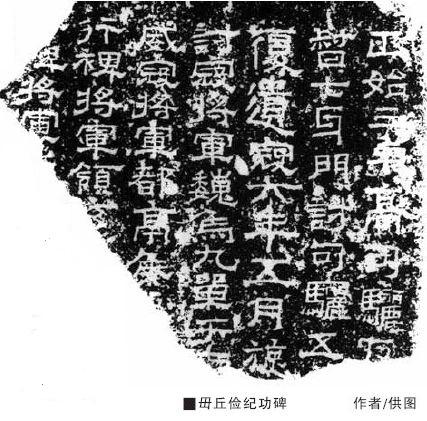 正始三年高句驪反
督七牙門討句驪五
復遺寇六年五月旋
討寇將軍魏烏丸單于
威寇將軍都亭侯
行裨將軍領
裨將軍
■毌丘俭纪功碑 作者/供图